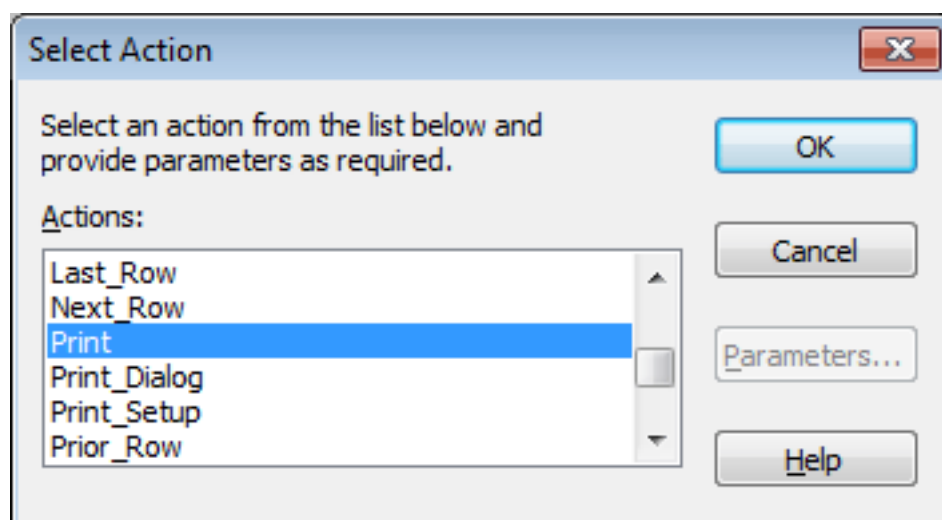 Select Action
Select an action from the list below and
provide parameters as required.
OK
Actions:
Cancel
Last_Row
Next_Row
Print
Parameters...
Print_Dialog
Print_Setup
Prior_Row
Help